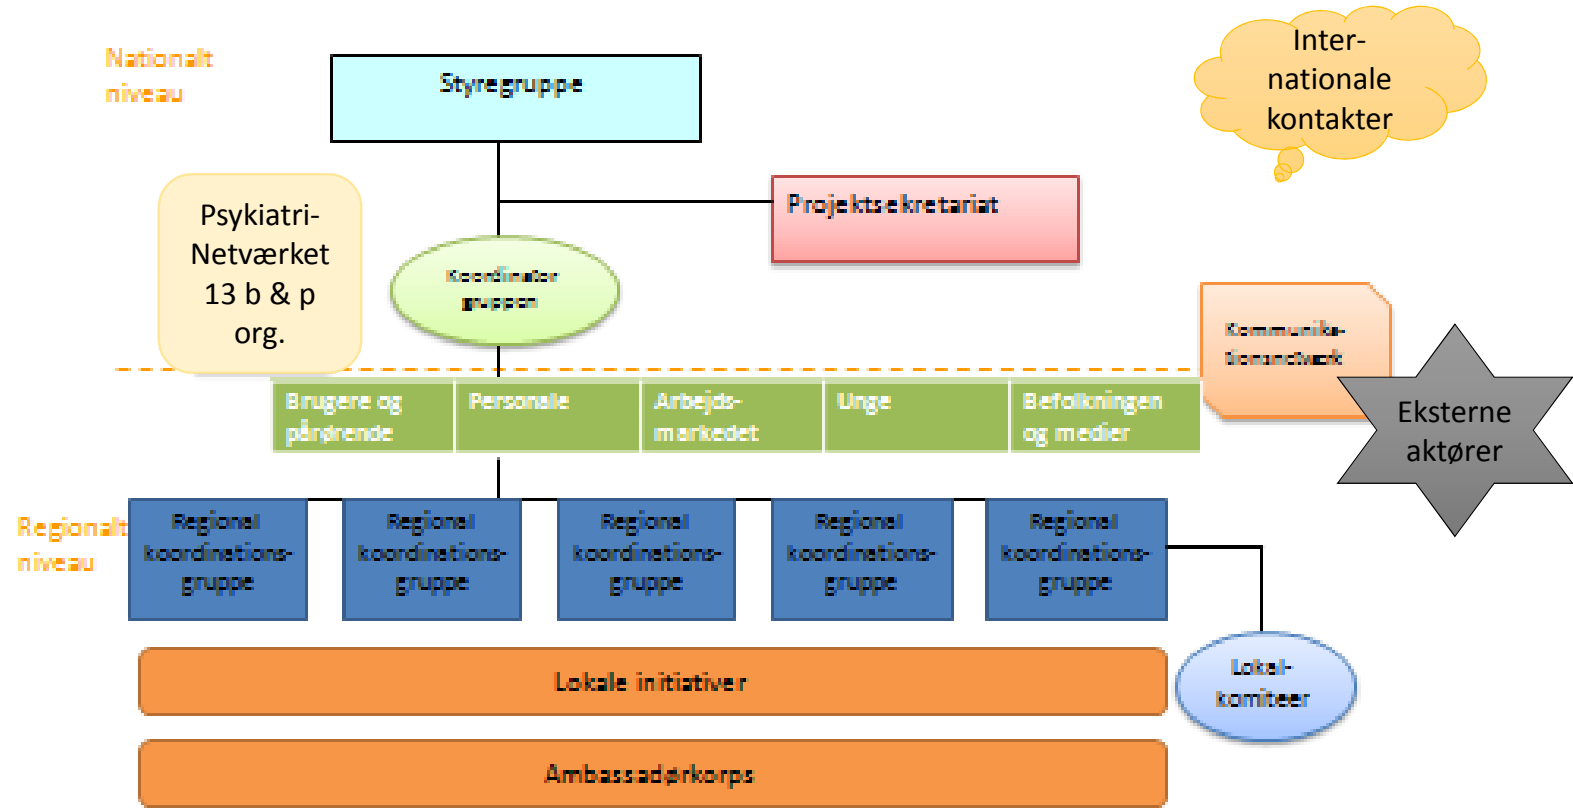 Nationalt
niveau
Styregruppe
Inter-
nationale
kontakter
Psykiatri-
Netværket
13 b & p
org.
Projektsekretariat
Koordinator
gruppen
Kommunika-
tionsnetværk
Eksterne
aktører
Brugere og
pårørende
Personale
Arbejds-
markedet
Unge
Befolkningen
og medier
Regionalt
niveau
Regional
koordinations-
gruppe
Regional
koordinations-
gruppe
Regional
koordinations-
gruppe
Regional
koordinations-
gruppe
Regional
koordinations-
gruppe
Lokale initiativer
Lokal-
komiteer
Ambassadørkorps